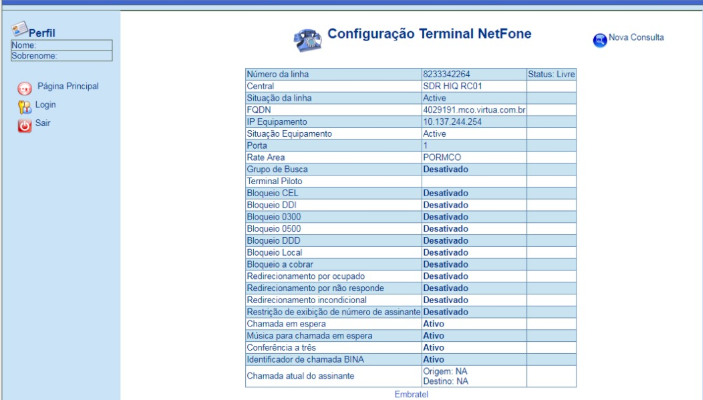 Perfil
Nome:
Sobrenome:
Página Principal
Login
Sair
Configuração Terminal NetFone
Nova Consulta
Número da linha 8233342264 Status: Livre
Central SDR HIQ RC01
Situação da linha Active
FQDN 4029191.mco.virtua.com.br
IP Equipamento 10.137.244.254
Situação Equipamento Active
Porta 1
Rate Area PORMCO
Grupo de Busca Desativado
Terminal Piloto
Bloqueio CEL Desativado
Bloqueio DDI Desativado
Bloqueio 0300 Desativado
Bloqueio 0500 Desativado
Bloqueio DDD Desativado
Bloqueio Local Desativado
Bloqueio a cobrar Desativado
Redirecionamento por ocupado Desativado
Redirecionamento por não responde Desativado
Redirecionamento incondicional Desativado
Restrição de exibição de número de assinante Desativado
Chamada em espera Ativo
Música para chamada em espera Ativo
Conferência a três Ativo
Identificador de chamada BINA Ativo
Chamada atual do assinante Origem: NA
Destino: NA
Embratel